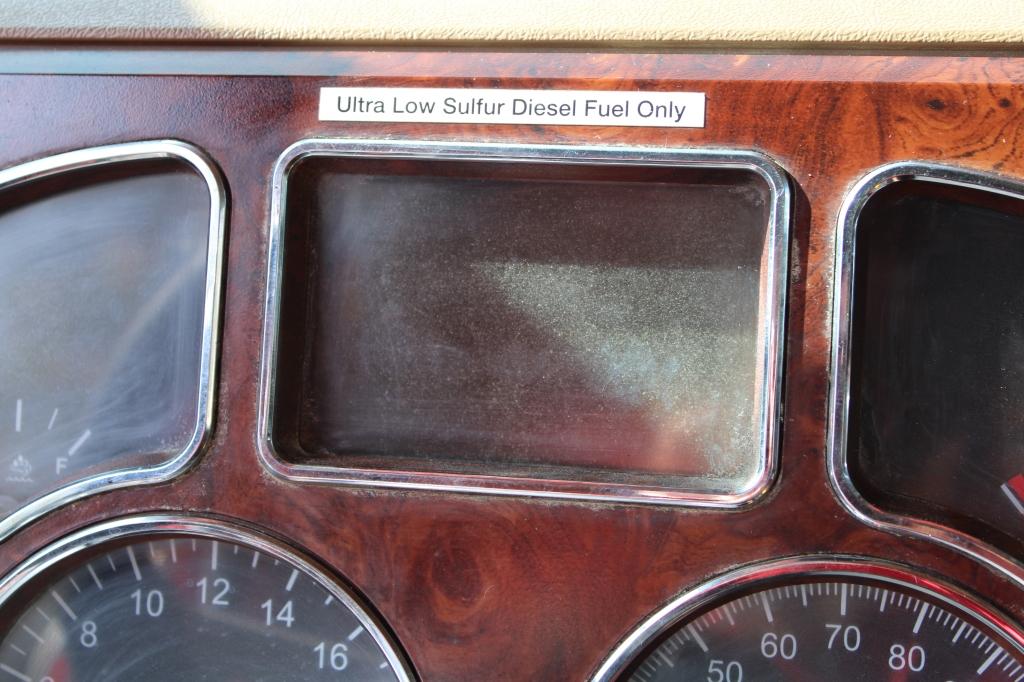 Ultra Low Sulfur Diesel Fuel Only
F
8 10 12 14 16
50 60 70 80